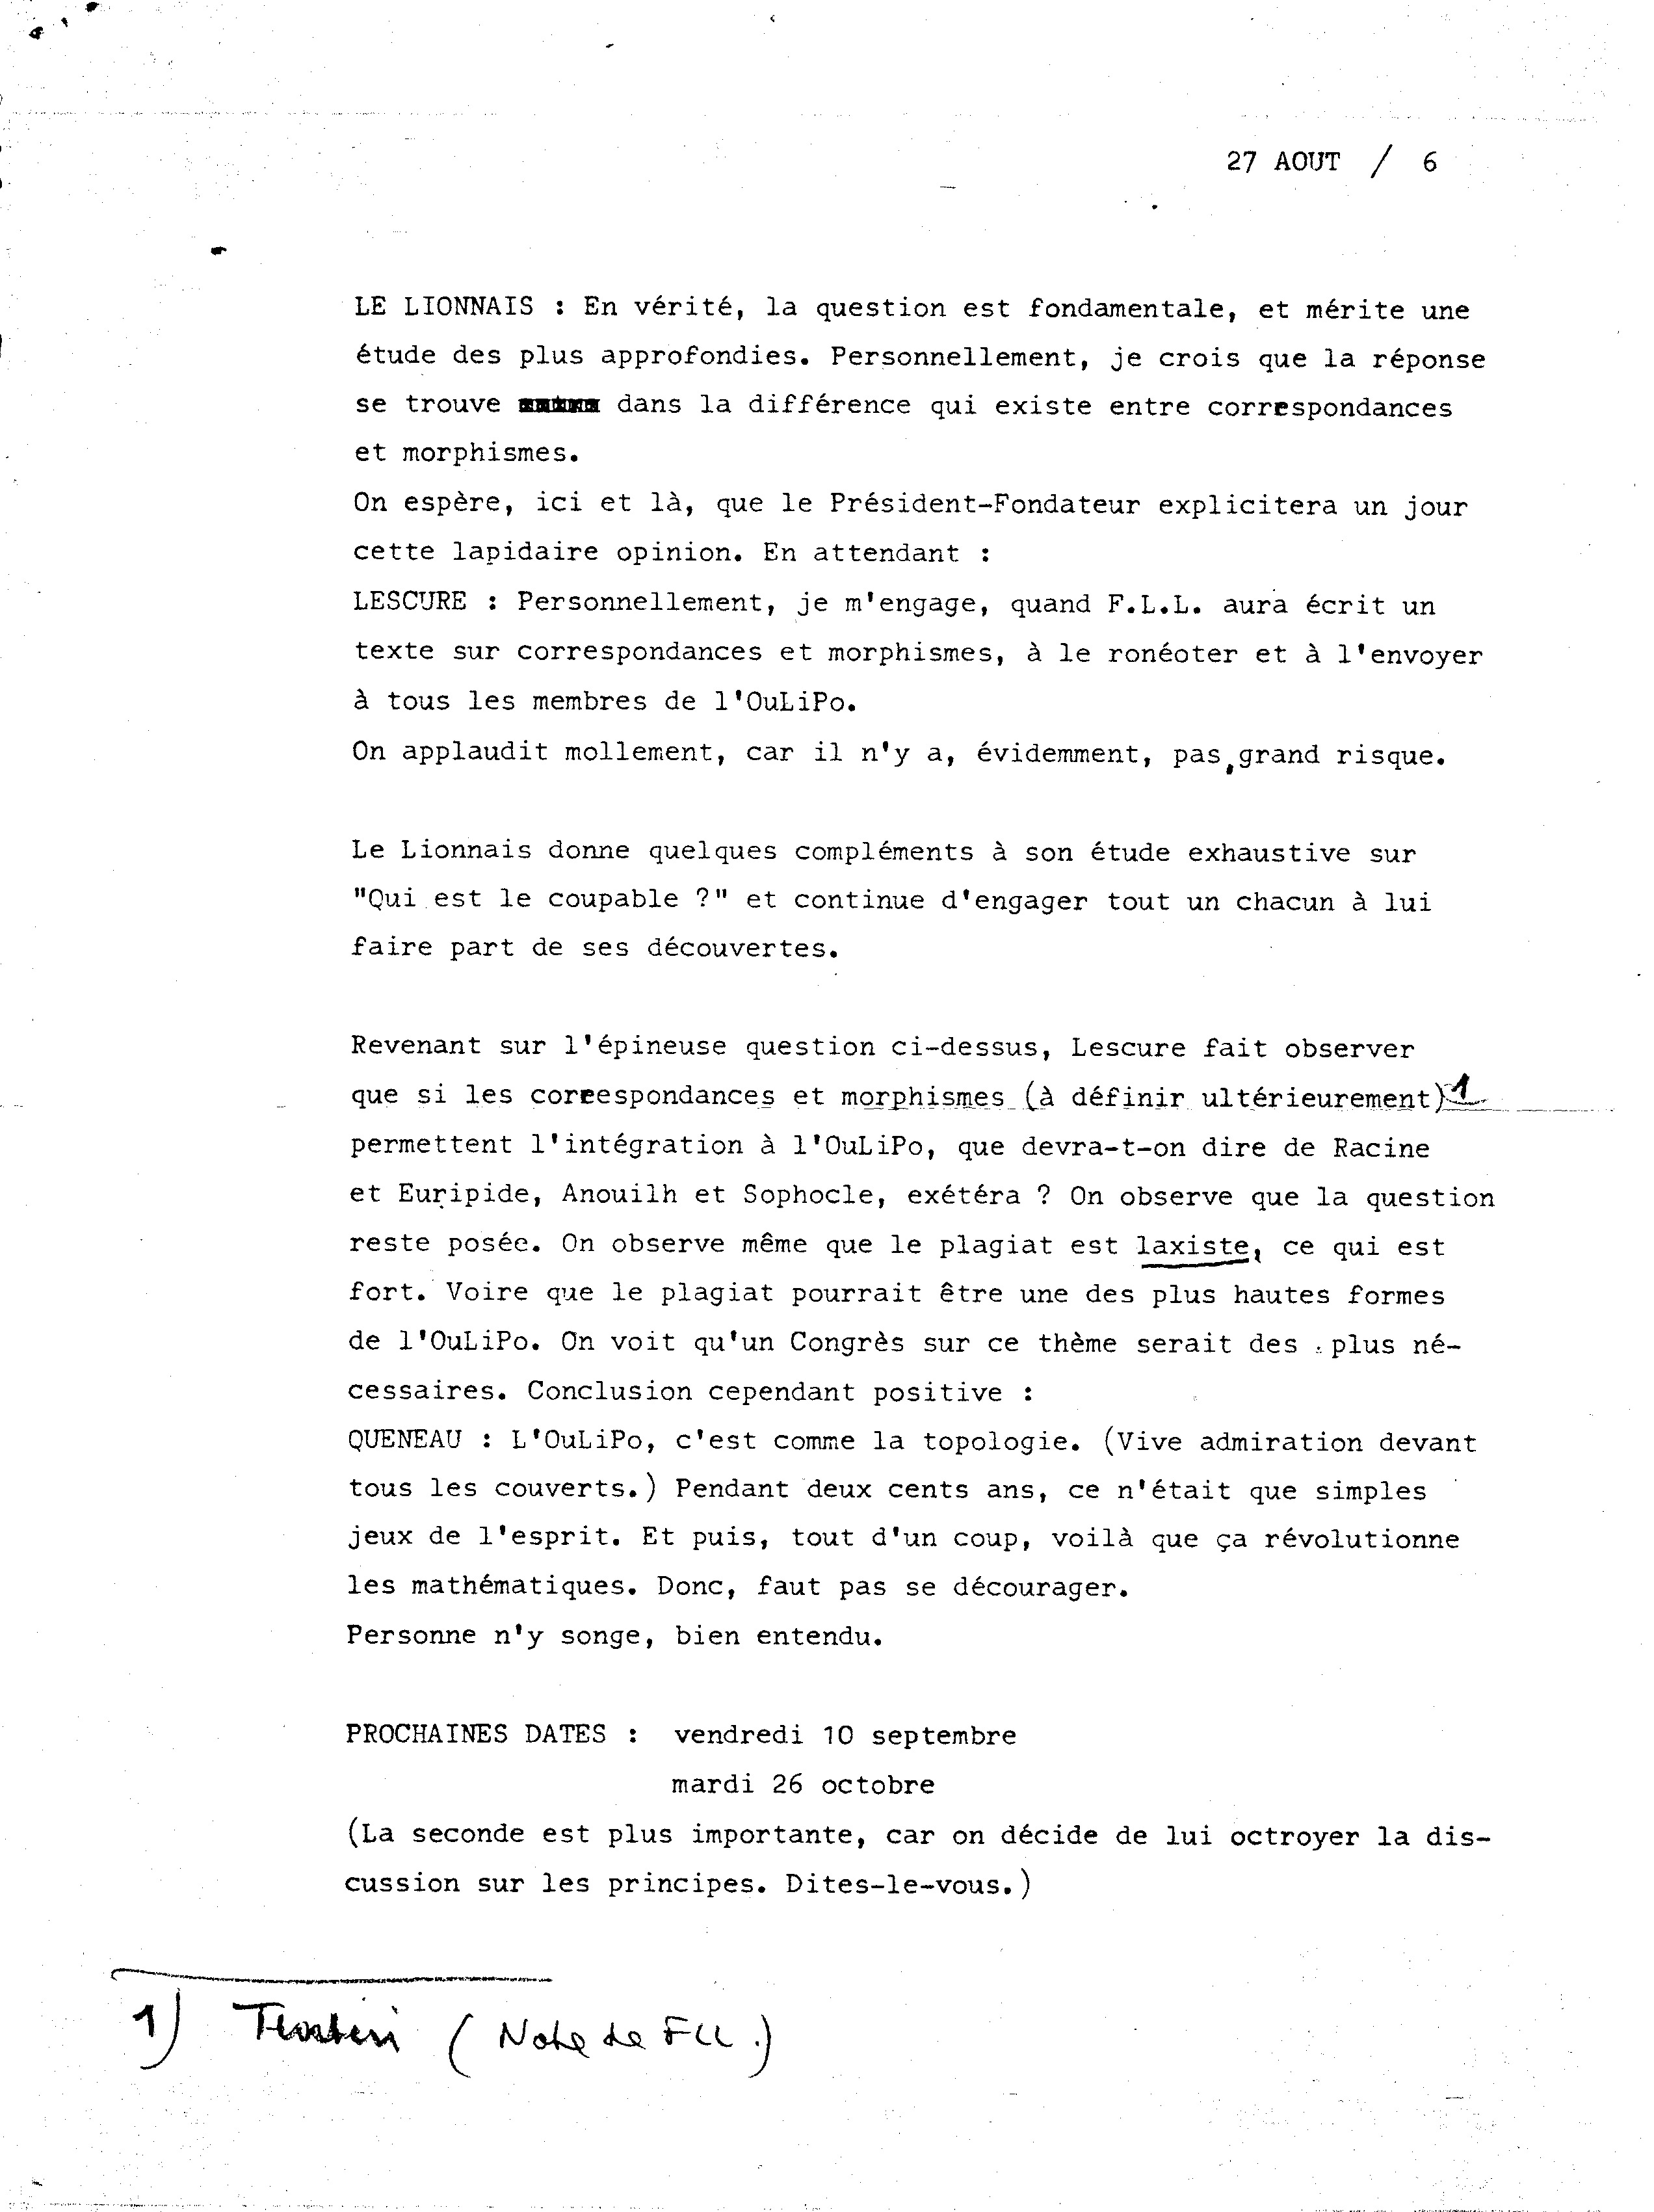 27 AOUT / 6
LE LIONNAIS : En vérité, la question est fondamentale, et mérite une
étude des plus approfondies. Personnellement, je crois que la réponse
se trouve dans la différence qui existe entre correspondances
et morphismes.
On espère, ici et là, que le Président-Fondateur explicitera un jour
cette lapidaire opinion. En attendant :
LESCURE : Personnellement, je m'engage, quand F.L.L. aura écrit un
texte sur correspondances et morphismes, à le ronéoter et à l'envoyer
à tous les membres de l'OuLiPo.
On applaudit mollement, car il n'y a, évidemment, pas,grand risque.
Le Lionnais donne quelques compléments à son étude exhaustive sur
"Qui est le coupable ?" et continue d'engager tout un chacun à lui
faire part de ses découvertes.
Revenant sur l'épineuse question ci-dessus, Lescure fait observer
que si les correespondances et morphismes (à définir ultérieurement)1
permettent l'intégration à l'OuLiPo, que devra-t-on dire de Racine
et Euripide, Anouilh et Sophocle, exétéra ? On observe que la question
reste posée. On observe même que le plagiat est laxiste, ce qui est
fort. Voire que le plagiat pourrait être une des plus hautes formes
de l'OuLiPo. On voit qu'un Congrès sur ce thème serait des plus né-
cessaires. Conclusion cependant positive :
QUENEAU : L'OuLiPo, c'est comme la topologie. (Vive admiration devant
tous les couverts.) Pendant deux cents ans, ce n'était que simples
jeux de l'esprit. Et puis, tout d'un coup, voilà que ça révolutionne
les mathématiques. Donc, faut pas se décourager.
Personne n'y songe, bien entendu.
PROCHAINES DATES : vendredi 10 septembre
mardi 26 octobre
(La seconde est plus importante, car on décide de lui octroyer la dis-
cussion sur les principes. Dites-le-vous.)
1) (Note de FLL.)